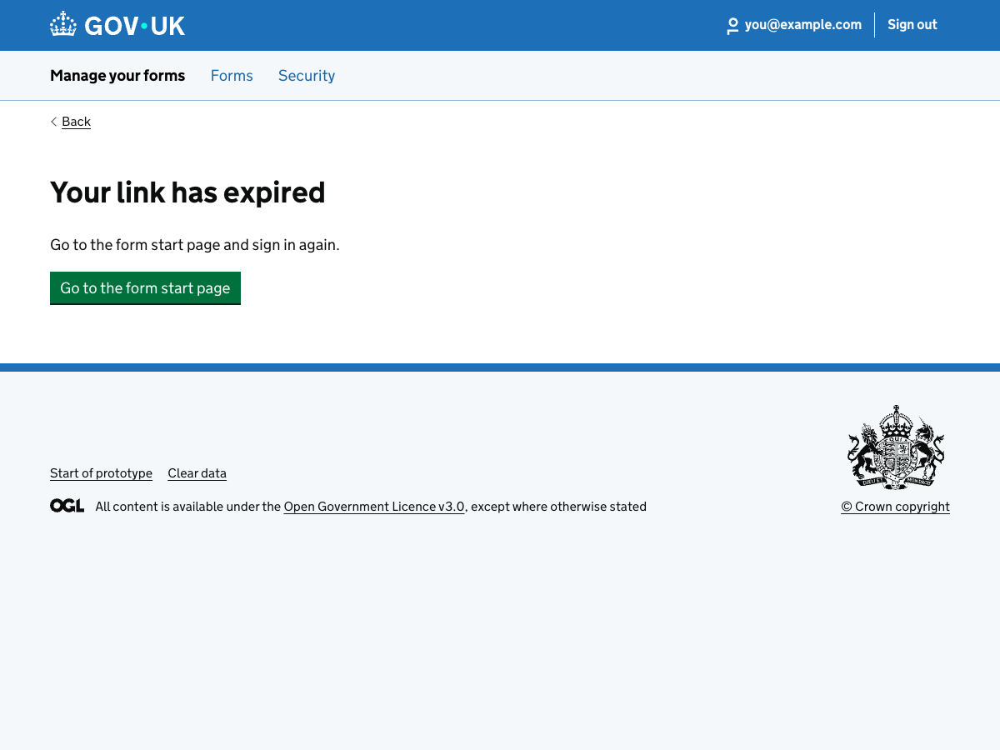 GOV·UK
you@example.com
Sign out
Manage your forms
Forms
Security
Back
Your link has expired
Go to the form start page and sign in again.
Go to the form start page
Start of prototype
Clear data
OGL
All content is available under the Open Government Licence v3.0, except where otherwise stated
© Crown copyright